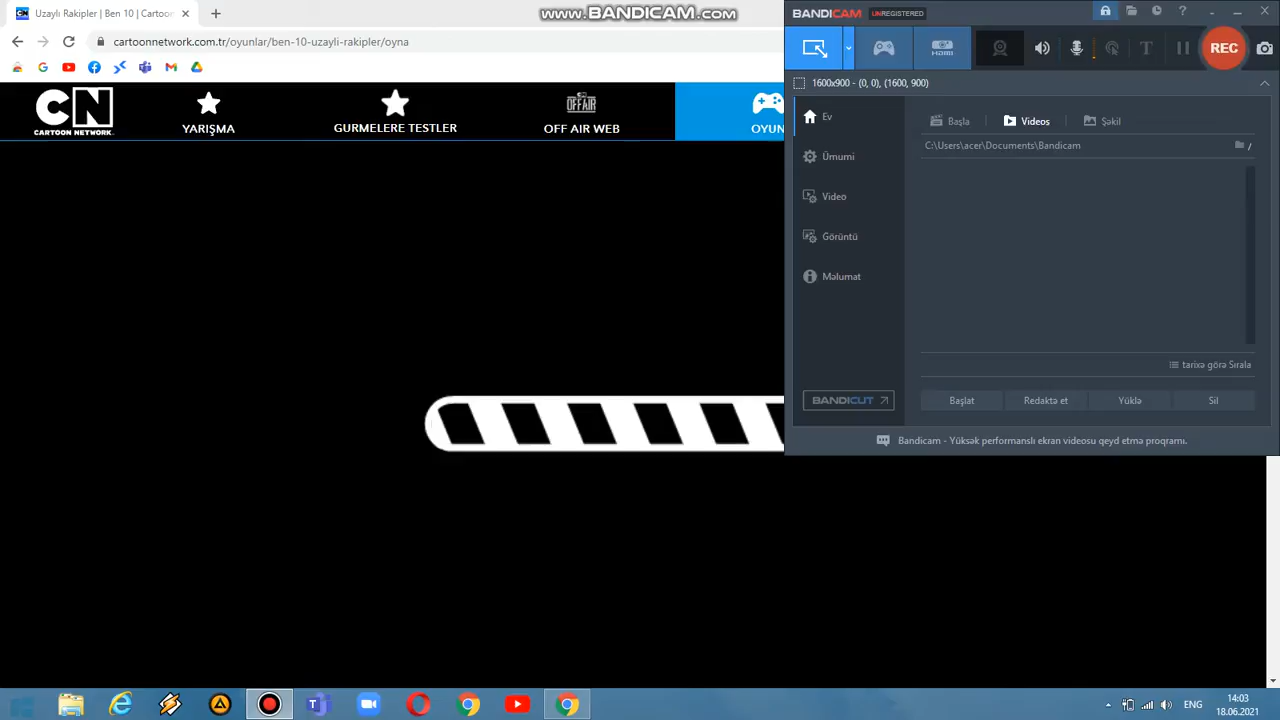 Uzaylı Rakipler | Ben 10 | Cartoon
www.BANDICAM.com
cartoonnetwork.com.tr/oyunlar/ben-10-uzayli-rakipler/oyna
CN
CARTOON NETWORK
YARIŞMA
GURMELERE TESTLER
OFF AIR
OFF AIR WEB
OYUN
BANDICAM UNREGISTERED
HƏMI
REC
1600x900 - (0, 0), (1600, 900)
Ev
Ümumi
Video
Görüntü
Məlumat
BANDICUT
Başla
Videos
Şəkil
C:\Users\acer\Documents\Bandicam
tarixə görə Sırala
Başlat
Redaktə et
Yüklə
Sil
Bandicam - Yüksək performanslı ekran videosu qeyd etmə proqramı.
ENG
14:03
18.06.2021